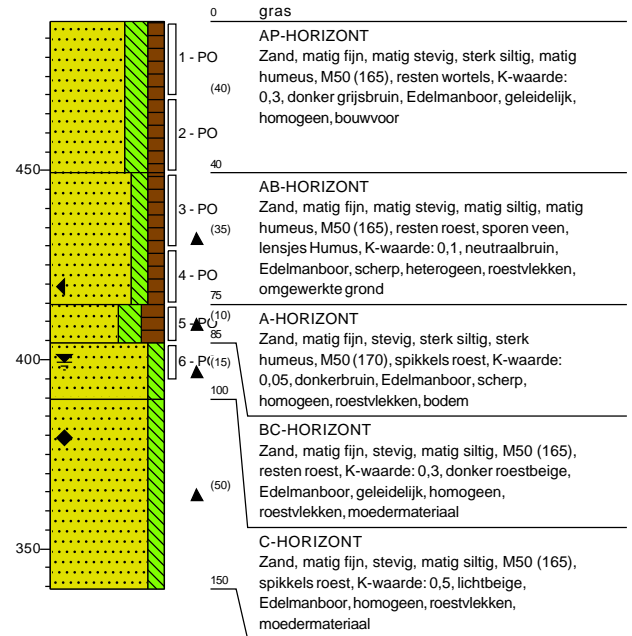 0 gras
AP-HORIZONT
Zand, matig fijn, matig stevig, sterk siltig, matig
humeus, M50 (165), resten wortels, K-waarde:
0,3, donker grijsbruin, Edelmanboor, geleidelijk,
homogeen, bouwvoor
1 - PO
(40)
2 - PO
450
40
AB-HORIZONT
Zand, matig fijn, matig stevig, matig siltig, matig
humeus, M50 (165), resten roest, sporen veen,
lensjes Humus, K-waarde: 0,1, neutraalbruin,
Edelmanboor, scherp, heterogeen, roestvlekken,
omgewerkte grond
3 - PO
(35)
4 - PO
75
A-HORIZONT
Zand, matig fijn, stevig, sterk siltig, sterk
humeus, M50 (170), spikkels roest, K-waarde:
0,05, donkerbruin, Edelmanboor, scherp,
homogeen, roestvlekken, bodem
(10)
5 - PO
85
400
6 - PO
(15)
100
BC-HORIZONT
Zand, matig fijn, stevig, matig siltig, M50 (165),
resten roest, K-waarde: 0,3, donker roestbeige,
Edelmanboor, geleidelijk, homogeen,
roestvlekken, moedermateriaal
(50)
350
150
C-HORIZONT
Zand, matig fijn, stevig, matig siltig, M50 (165),
spikkels roest, K-waarde: 0,5, lichtbeige,
Edelmanboor, homogeen, roestvlekken,
moedermateriaal